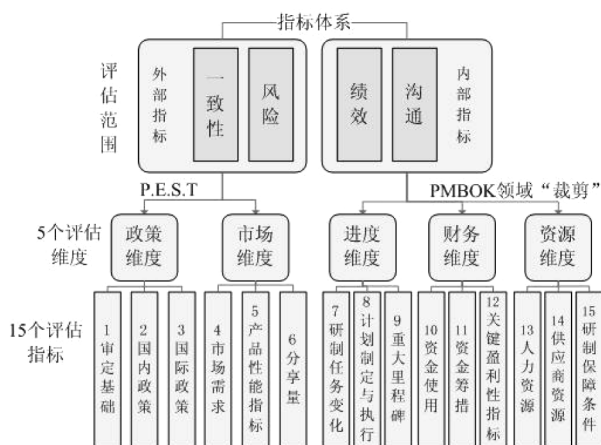 指标体系
评估范围
外部指标
一致性
风险
绩效
沟通
内部指标
P.E.S.T
PMBOK领域“裁剪”
5个评估
维度
政策
维度
市场
维度
进度
维度
财务
维度
资源
维度
15个评估
指标
1审定基础
2国内政策
3国际政策
4市场需求
5产品性能指标
6分享量
7研制任务变化
8计划制定与执行
9重大里程碑
10资金使用
11资金筹措
12关键盈利性指标
13人力资源
14供应商资源
15研制保障条件